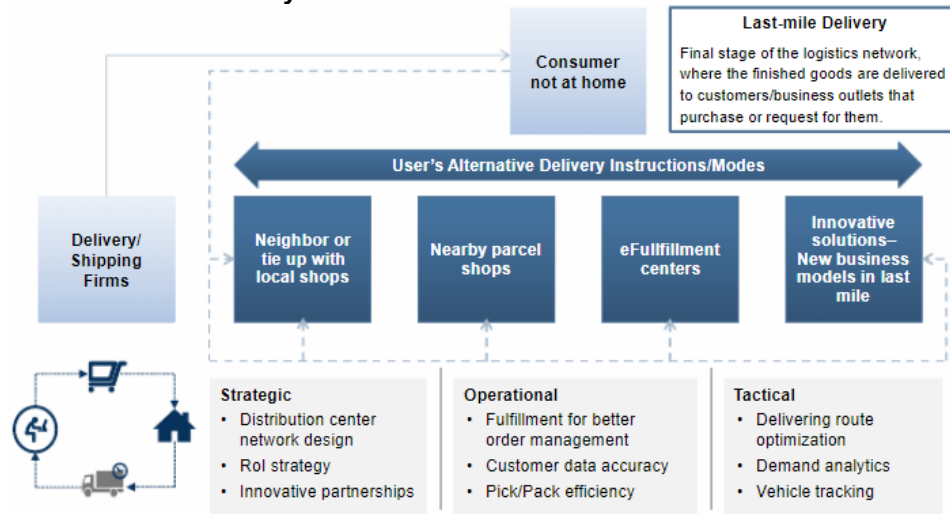 Last-mile Delivery
Final stage of the logistics network,
where the finished goods are delivered
to customers/business outlets that
purchase or request for them.
Consumer
not at home
User's Alternative Delivery Instructions/Modes
Delivery/
Shipping
Firms
Neighbor or
tie up with
local shops
Nearby parcel
shops
eFullfillment
centers
Innovative
solutions–
New business
models in last
mile
Strategic
• Distribution center
network design
• RoI strategy
• Innovative partnerships
Operational
• Fulfillment for better
order management
• Customer data accuracy
• Pick/Pack efficiency
Tactical
• Delivering route
optimization
• Demand analytics
• Vehicle tracking